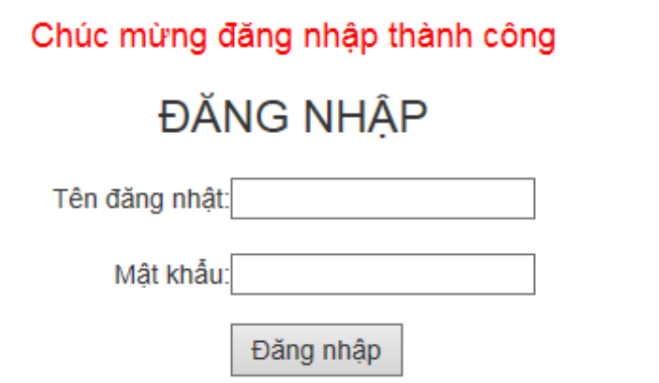 Chúc mừng đăng nhập thành công
ĐĂNG NHẬP
Tên đăng nhật:
Mật khẩu:
Đăng nhập